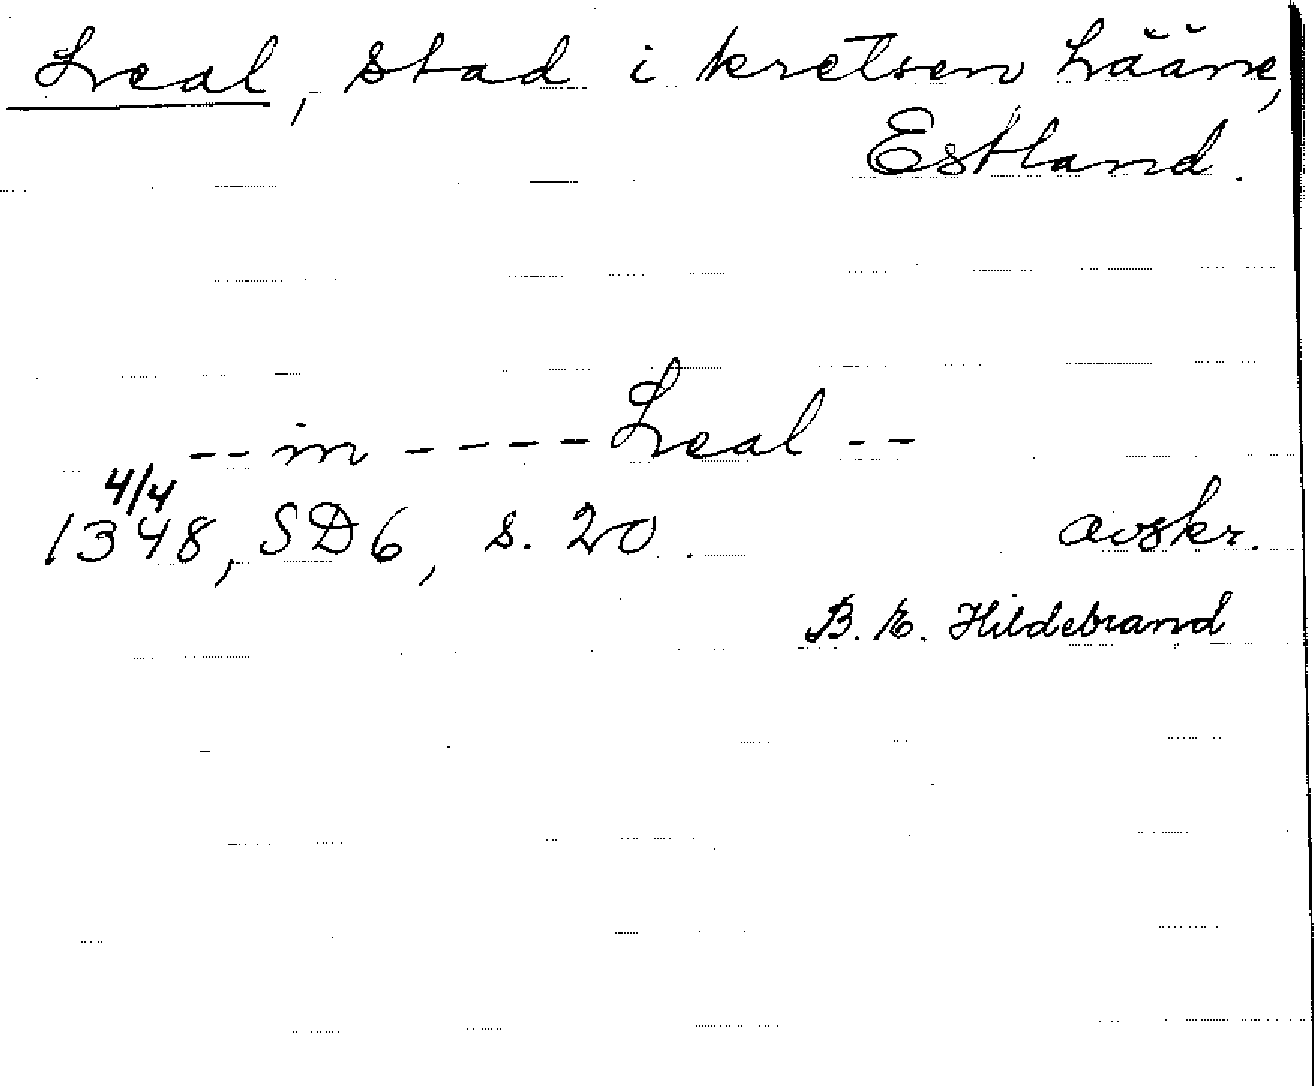 Leal, stad i kretsen Lääne,
Estland.
-- in ---- Leal --
4/4
1348, SD6, s. 20. avskr.
B. E. Hildebrand